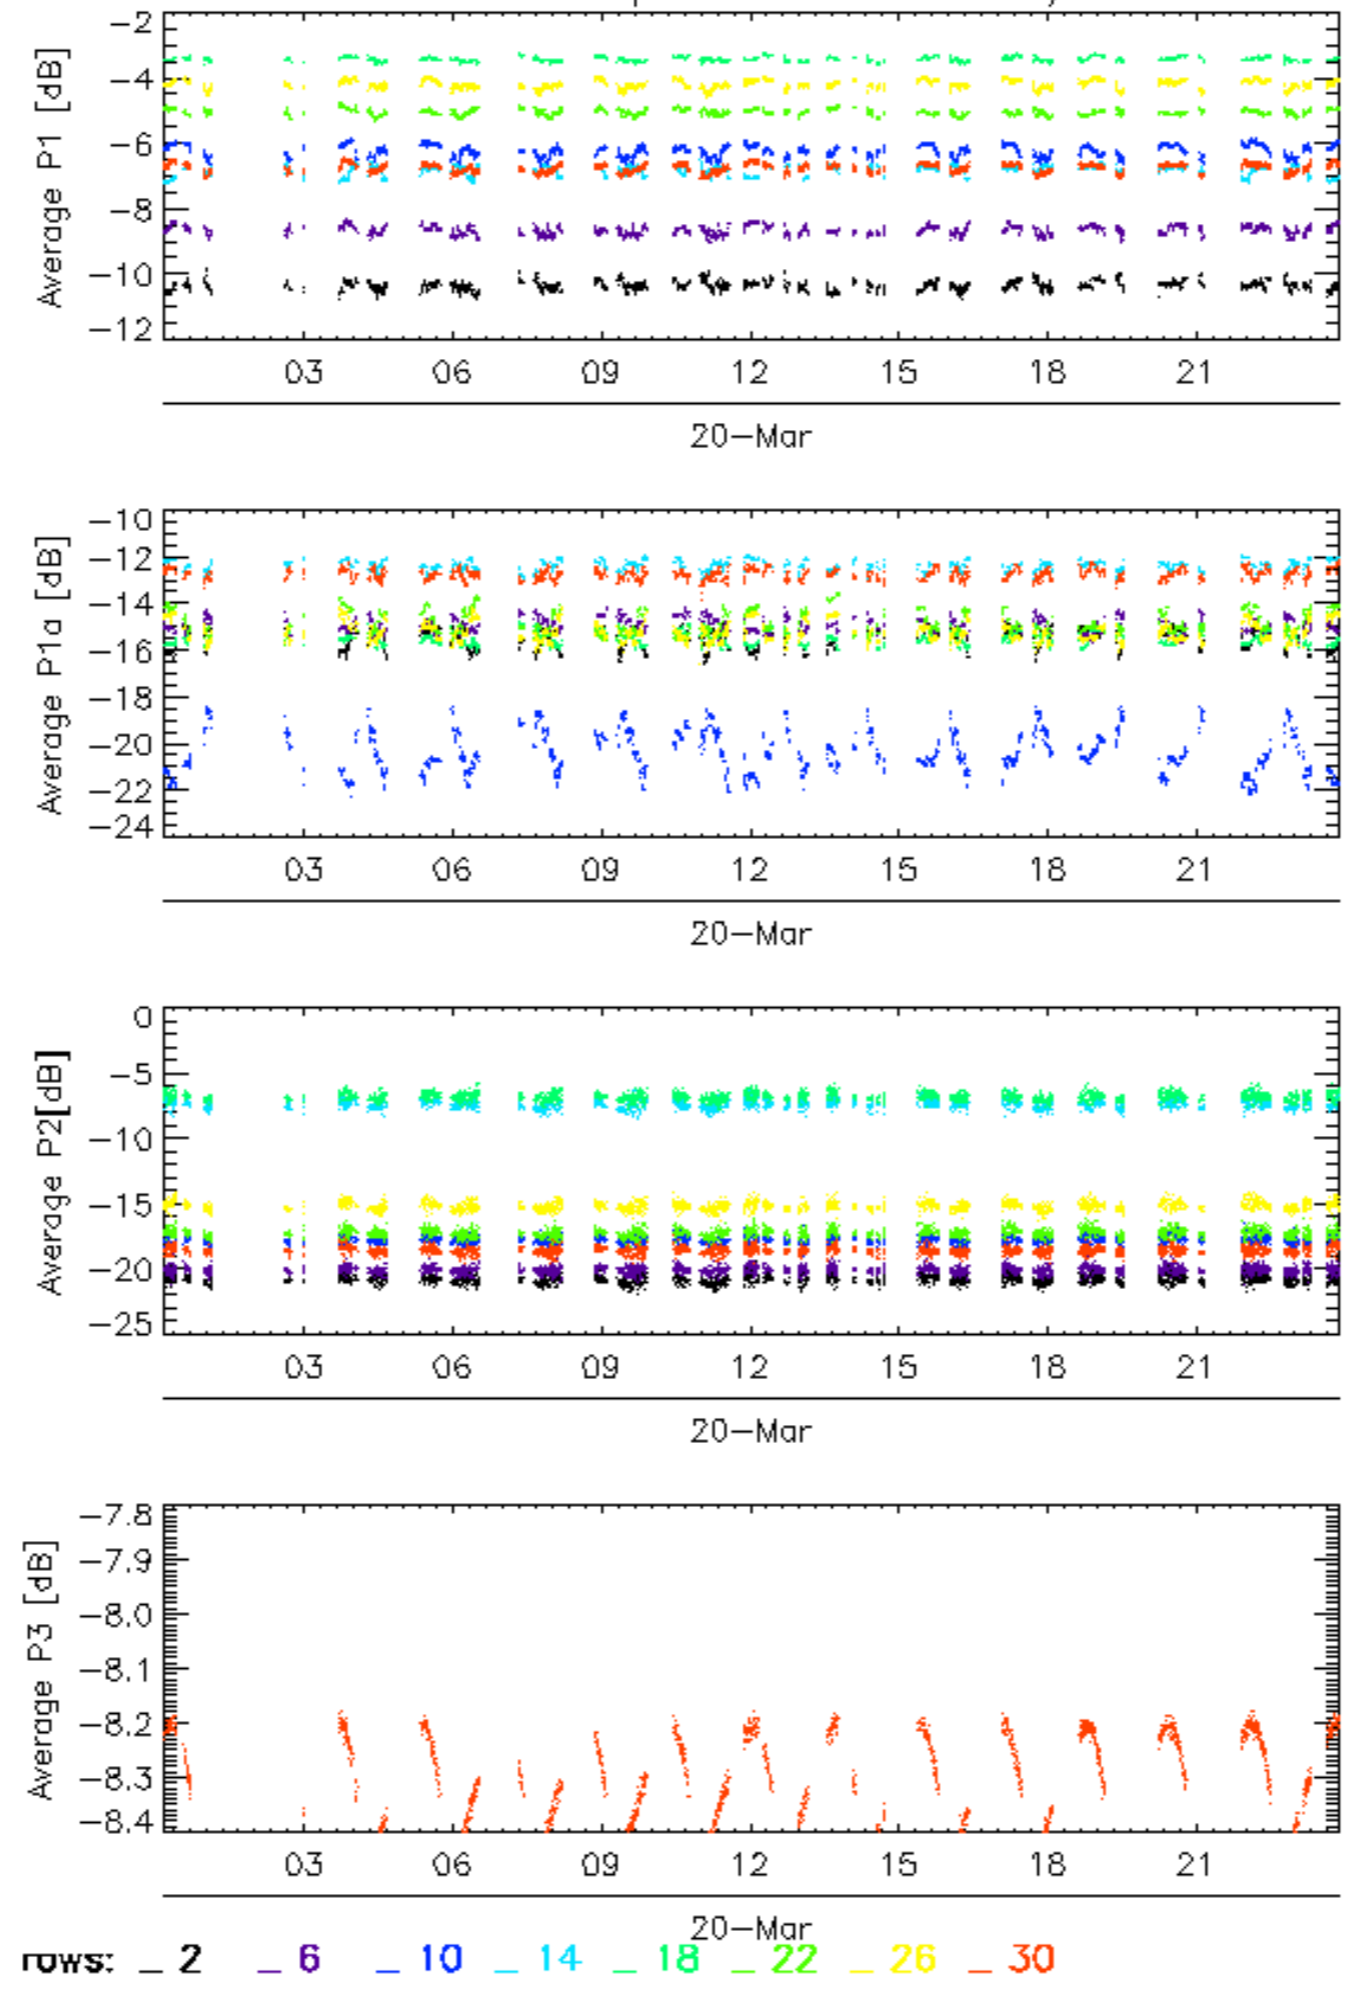 Average P1 [dB]
-2
-4
-6
-8
-10
-12
03 06 09 12 15 18 21
20-Mar
Average P1a [dB]
-10
-12
-14
-16
-18
-20
-22
-24
03 06 09 12 15 18 21
20-Mar
Average P2[dB]
0
-5
-10
-15
-20
-25
03 06 09 12 15 18 21
20-Mar
Average P3 [dB]
-7.8
-7.9
-8.0
-8.1
-8.2
-8.3
-8.4
03 06 09 12 15 18 21
20-Mar
rows: _ 2 _ 6 _ 10 _ 14 _ 18 _ 22 _ 26 _ 30